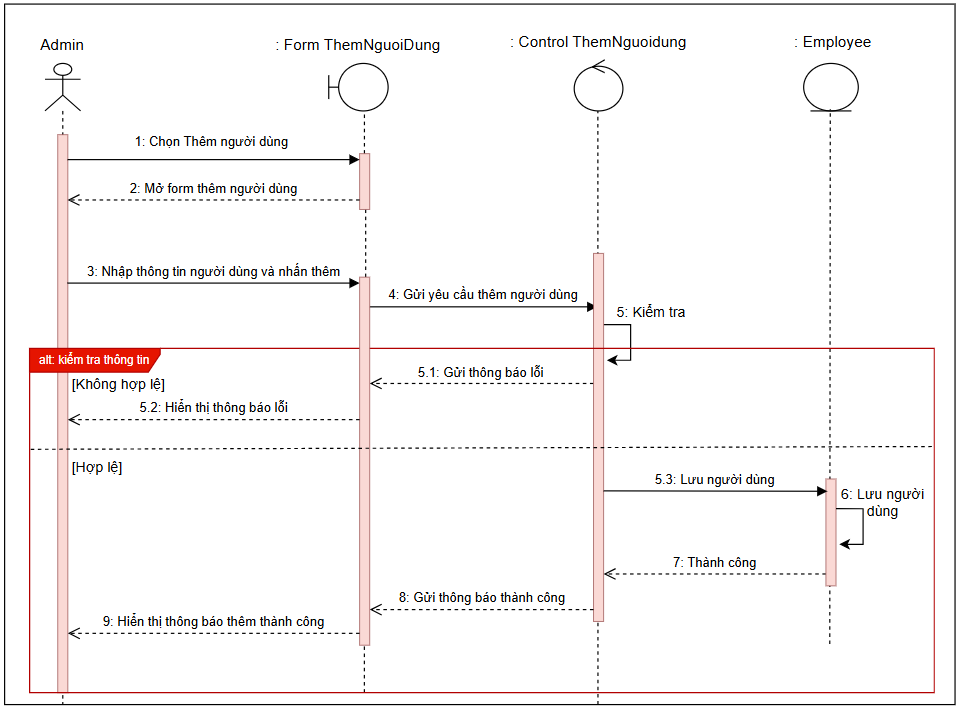 Admin
: Form ThemNguoiDung
: Control ThemNguoidung
: Employee
1: Chọn Thêm người dùng
2: Mở form thêm người dùng
3: Nhập thông tin người dùng và nhấn thêm
4: Gửi yêu cầu thêm người dùng
5: Kiểm tra
alt: kiểm tra thông tin
[Không hợp lệ]
5.1: Gửi thông báo lỗi
5.2: Hiển thị thông báo lỗi
[Hợp lệ]
5.3: Lưu người dùng
6: Lưu người
dùng
7: Thành công
8: Gửi thông báo thành công
9: Hiển thị thông báo thêm thành công